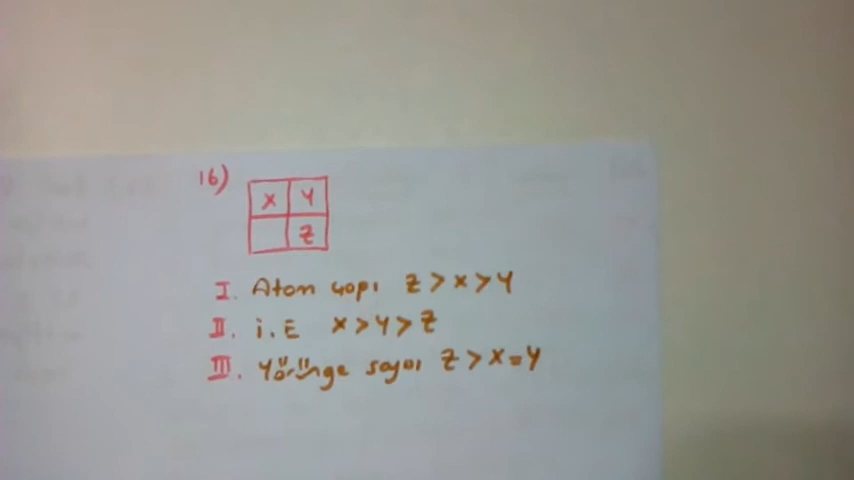 16)
X Y
Z
I. Atom çapı Z > X > Y
II. i.E X > Y > Z
III. Yörünge sayısı Z > X = Y